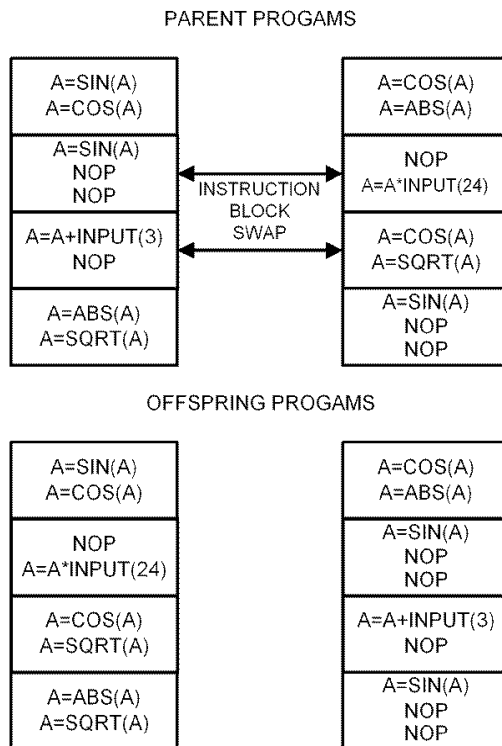 PARENT PROGAMS
A=SIN(A)
A=COS(A)
A=SIN(A)
NOP
NOP
A=A+INPUT(3)
NOP
A=ABS(A)
A=SQRT(A)
INSTRUCTION
BLOCK
SWAP
A=COS(A)
A=ABS(A)
NOP
A=A*INPUT(24)
A=COS(A)
A=SQRT(A)
A=SIN(A)
NOP
NOP
OFFSPRING PROGAMS
A=SIN(A)
A=COS(A)
NOP
A=A*INPUT(24)
A=COS(A)
A=SQRT(A)
A=ABS(A)
A=SQRT(A)
A=COS(A)
A=ABS(A)
A=SIN(A)
NOP
NOP
A=A+INPUT(3)
NOP
A=SIN(A)
NOP
NOP